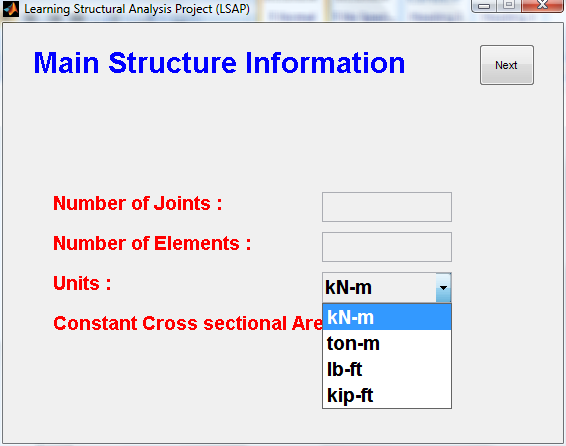 Learning Structural Analysis Project (LSAP)
Main Structure Information
Next
Number of Joints :
Number of Elements :
Units :
kN-m
Constant Cross sectional Are
kN-m
ton-m
lb-ft
kip-ft